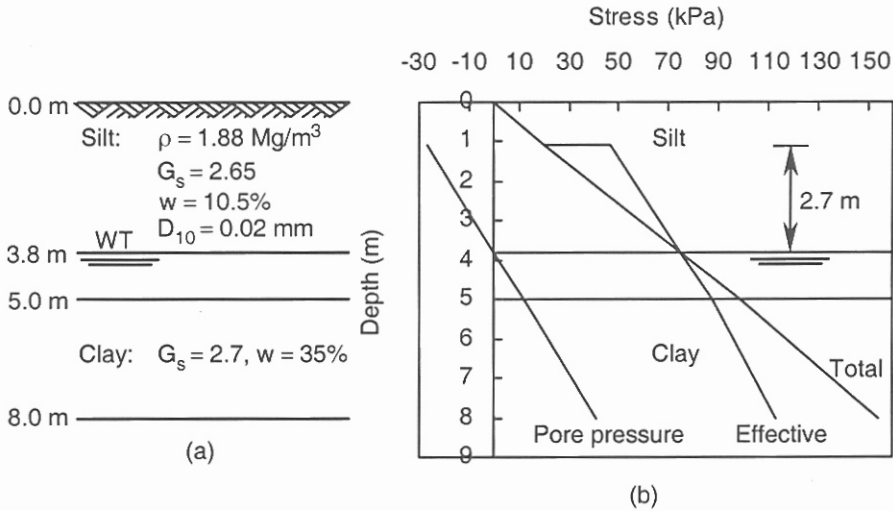 Stress (kPa)
-30 -10 10 30 50 70 90 110 130 150
0.0 m
Silt: ρ = 1.88 Mg/m³
G_s = 2.65
w = 10.5%
D₁₀ = 0.02 mm
WT
3.8 m
5.0 m
Clay: G_s = 2.7, w = 35%
8.0 m
(a)
Depth (m)
0
1
2
3
4
5
6
7
8
9
Silt
2.7 m
Clay
Total
Pore pressure
Effective
(b)